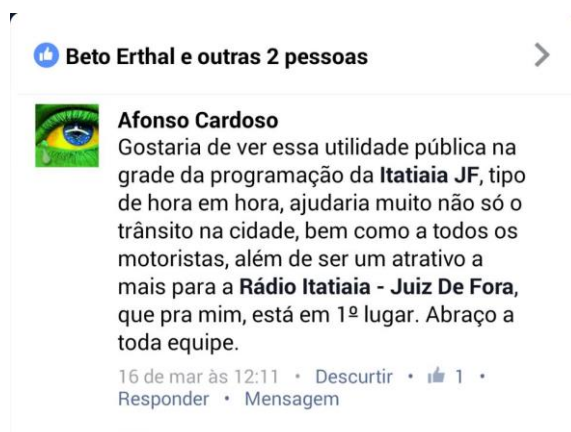 Beto Erthal e outras 2 pessoas
Afonso Cardoso
Gostaria de ver essa utilidade pública na
grade da programação da Itatiaia JF, tipo
de hora em hora, ajudaria muito não só o
trânsito na cidade, bem como a todos os
motoristas, além de ser um atrativo a
mais para a Rádio Itatiaia - Juiz De Fora,
que pra mim, está em 1º lugar. Abraço a
toda equipe.
16 de mar às 12:11 • Descurtir • 1 •
Responder • Mensagem